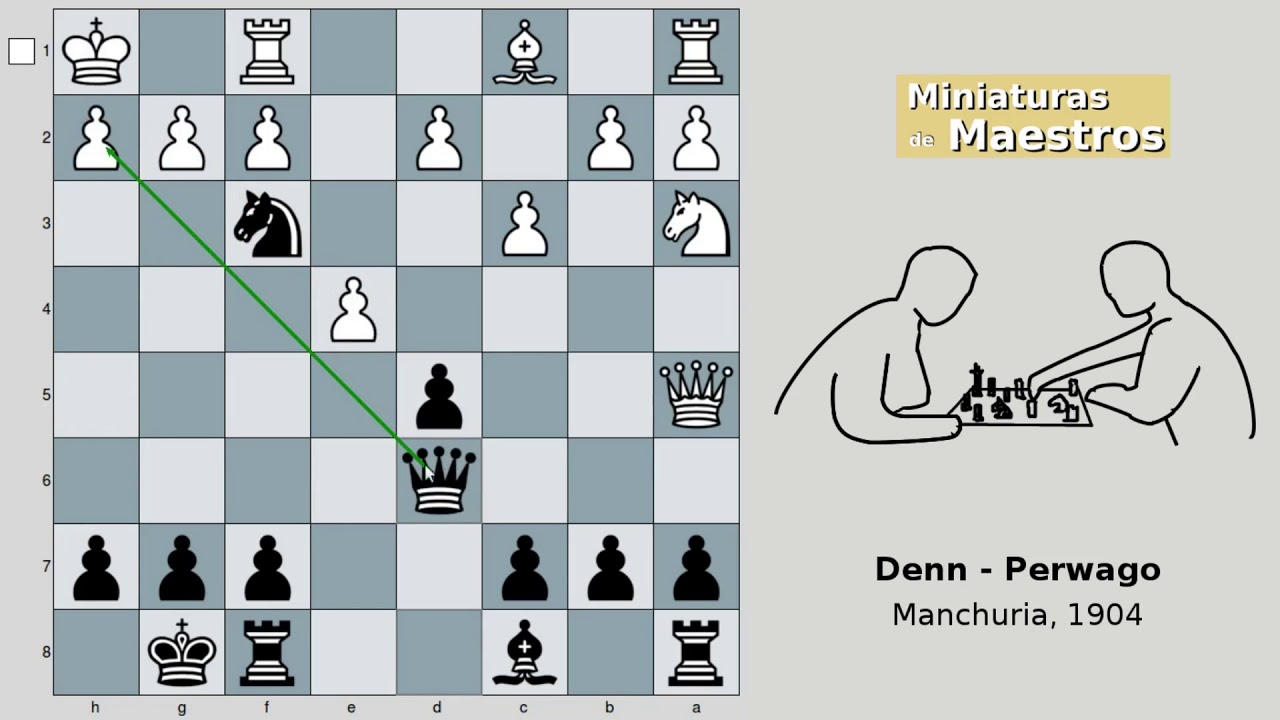 1
2
3
4
5
6
7
8
h g f e d c b a
Miniaturas
de Maestros
Denn - Perwago
Manchuria, 1904